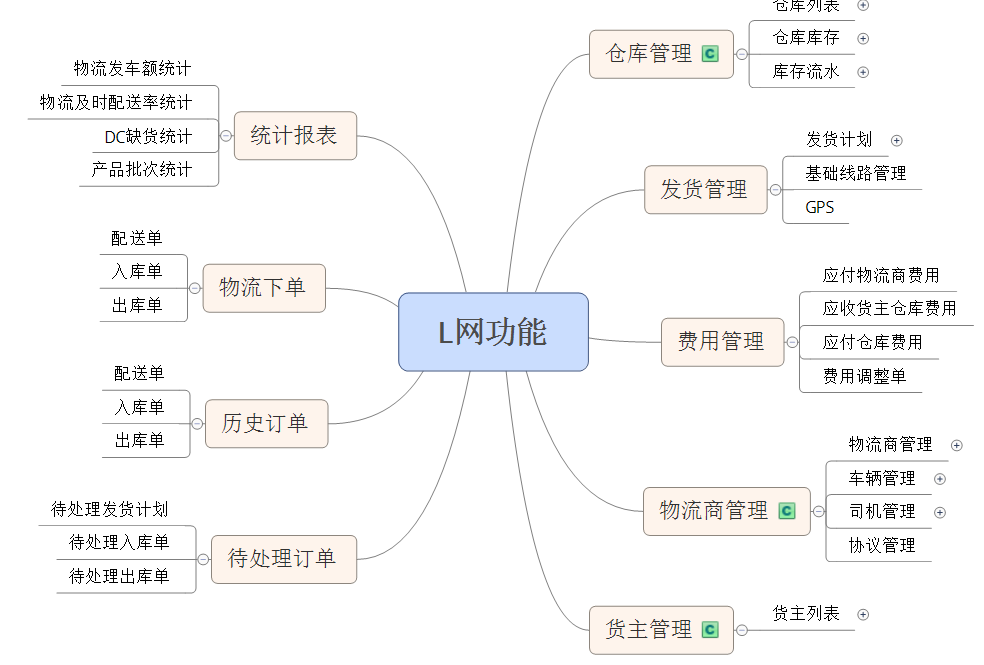 L网功能
仓库管理
仓库列表
仓库库存
库存流水
发货管理
发货计划
基础线路管理
GPS
费用管理
应付物流商费用
应收货主仓库费用
应付仓库费用
费用调整单
物流商管理
物流商管理
车辆管理
司机管理
协议管理
货主管理
货主列表
统计报表
物流发车额统计
物流及时配送率统计
DC缺货统计
产品批次统计
物流下单
配送单
入库单
出库单
历史订单
配送单
入库单
出库单
待处理订单
待处理发货计划
待处理入库单
待处理出库单